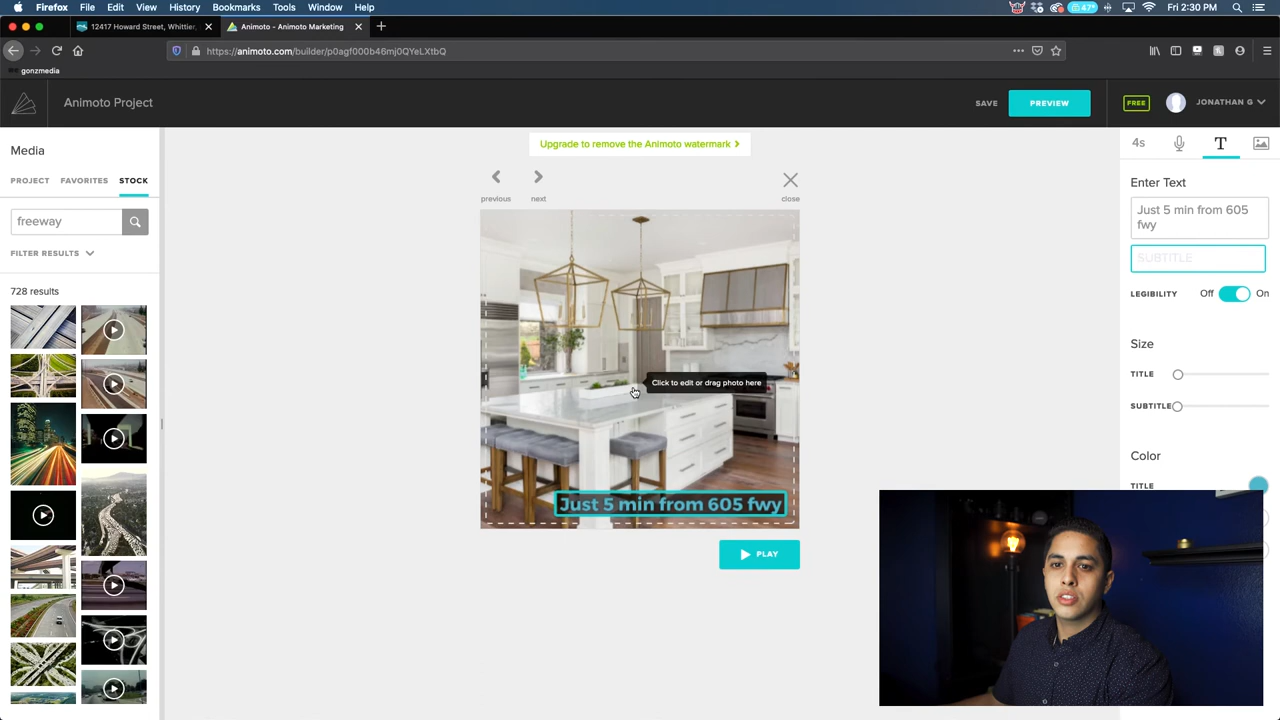 Firefox File Edit View History Bookmarks Tools Window Help
47° Fri 2:30 PM
12417 Howard Street, Whittier,
Animoto - Animoto Marketing
https://animoto.com/builder/p0agf000b46mj0QYeLXtbQ
gonzmedia
Animoto Project
SAVE
PREVIEW
FREE
JONATHAN G
Media
PROJECT FAVORITES STOCK
freeway
FILTER RESULTS
728 results
Upgrade to remove the Animoto watermark
previous next close
Click to edit or drag photo here
Just 5 min from 605 fwy
PLAY
4s T
Enter Text
Just 5 min from 605
fwy
SUBTITLE
LEGIBILITY Off On
Size
TITLE
SUBTITLE
Color
TITLE